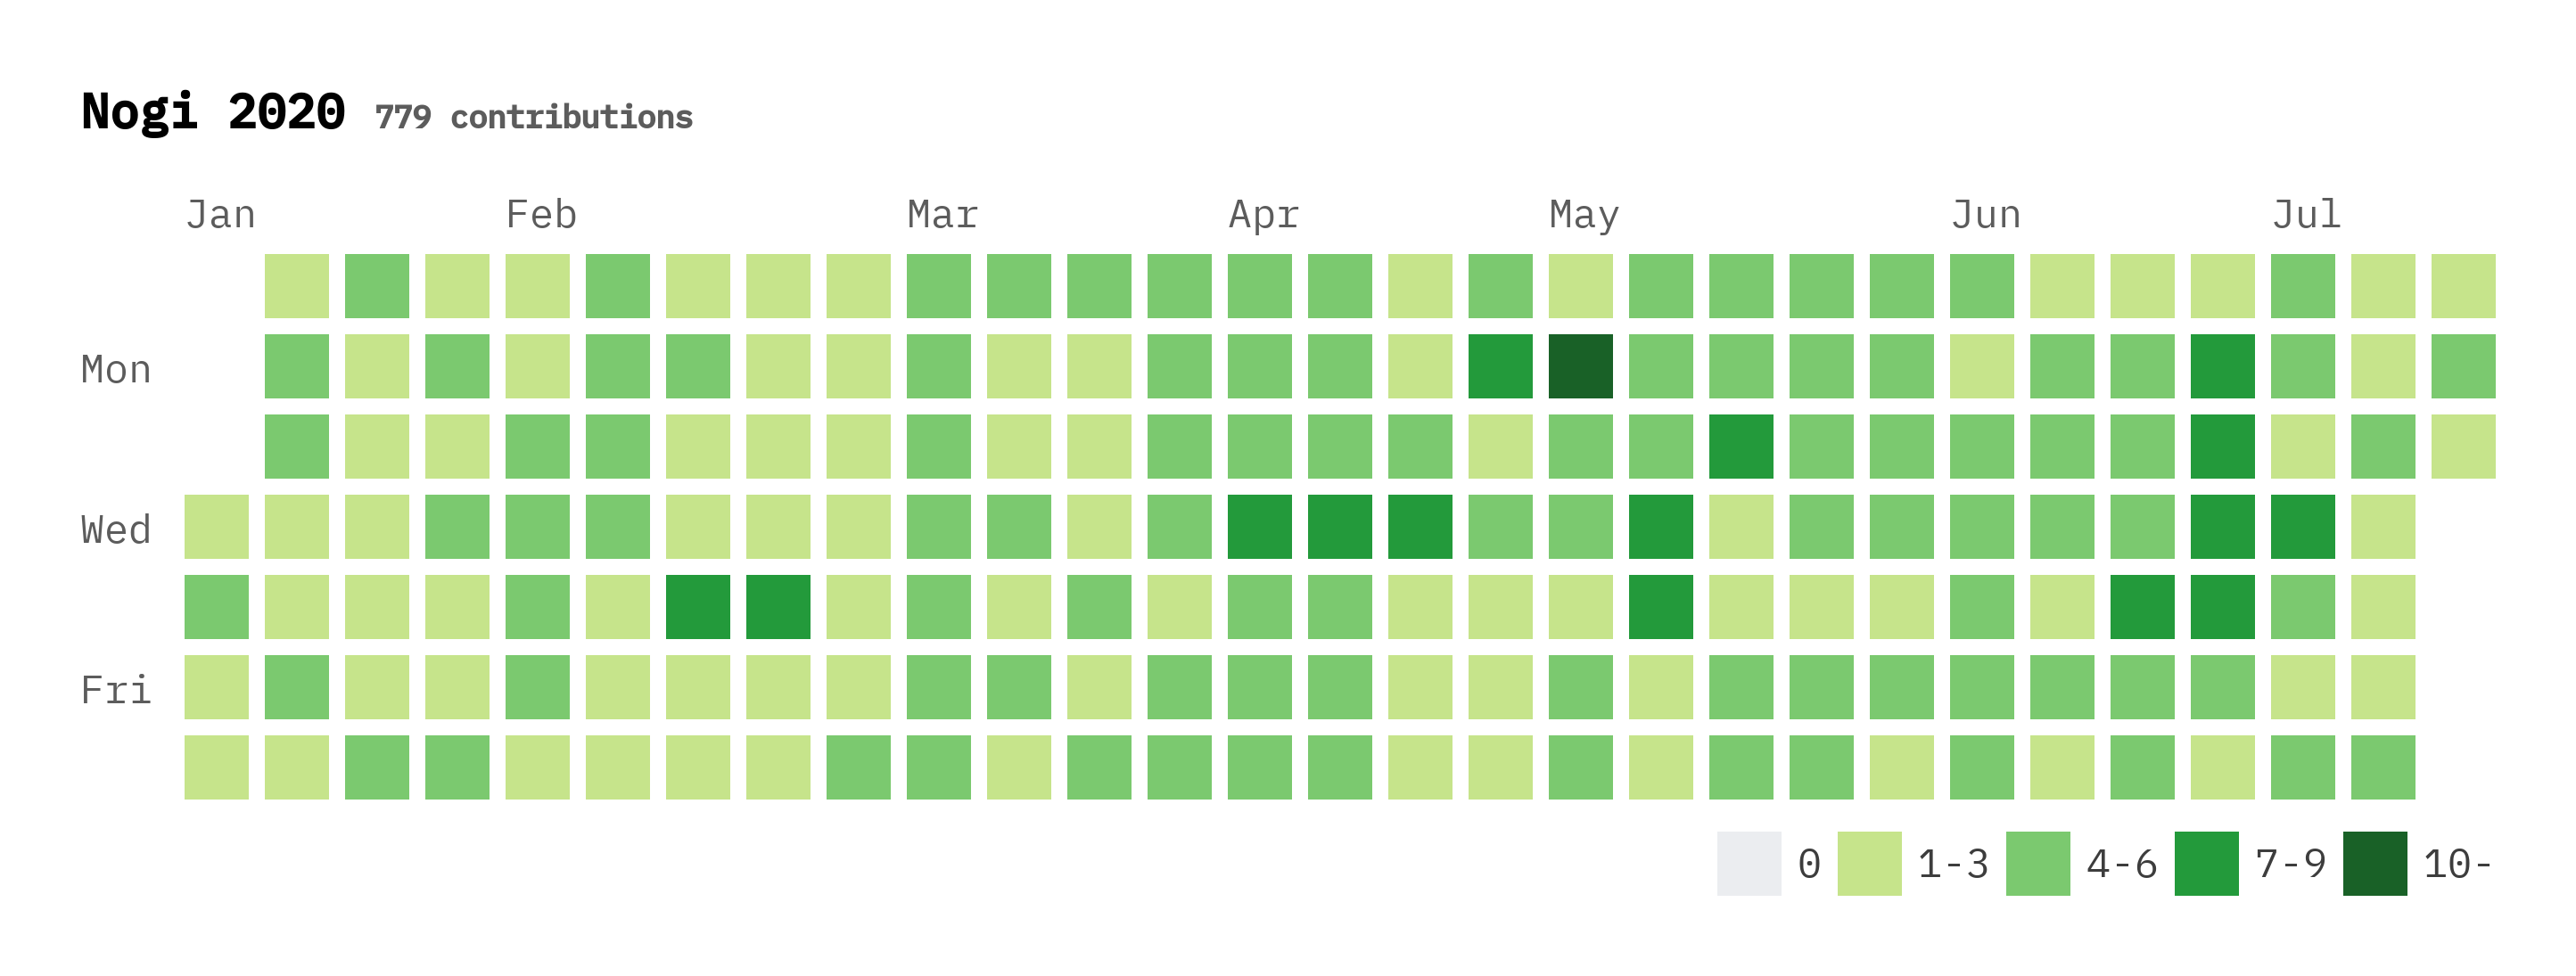 Nogi 2020 779 contributions
Jan Feb Mar Apr May Jun Jul
Mon
Wed
Fri
0 1-3 4-6 7-9 10-